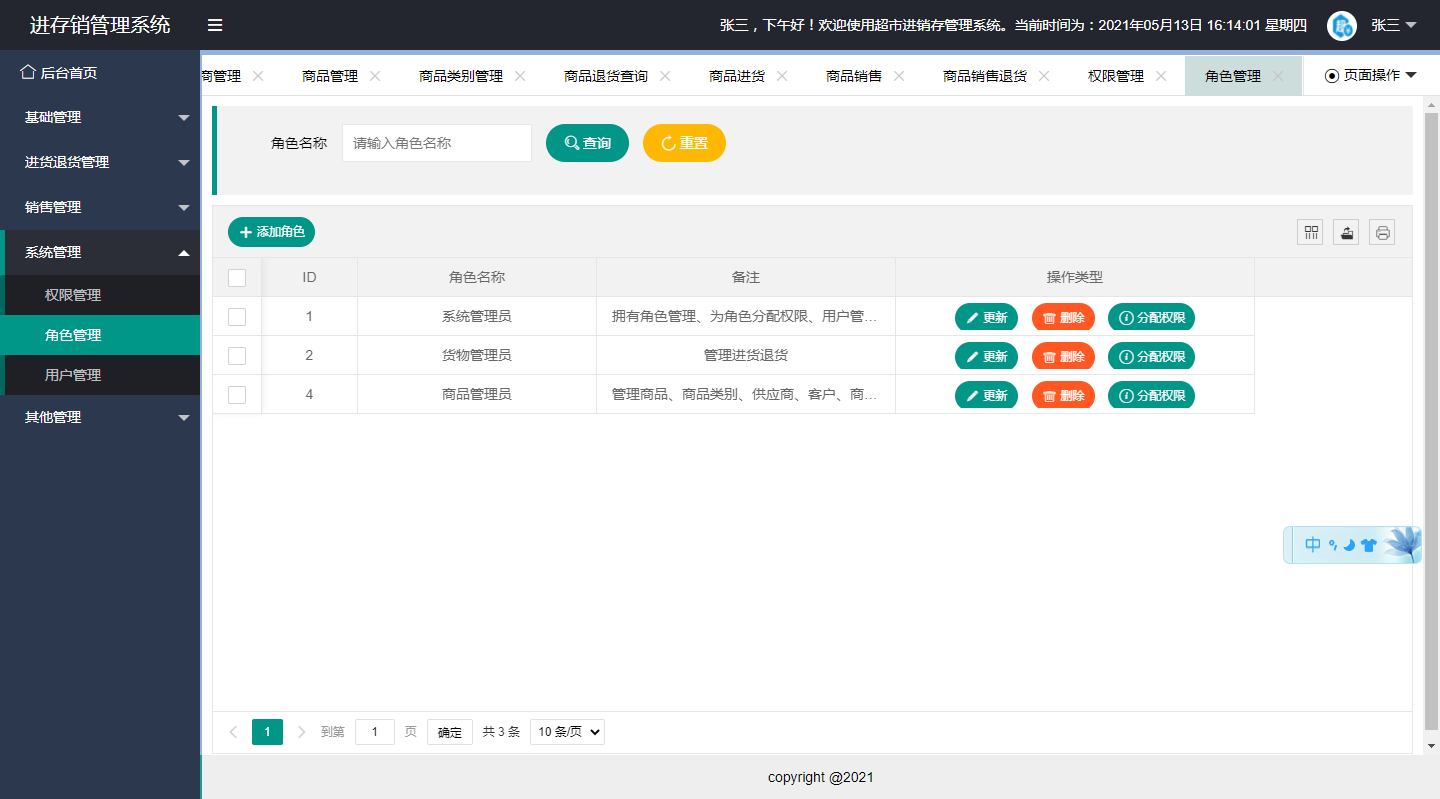 进存销管理系统
张三，下午好！欢迎使用超市进销存管理系统。当前时间为：2021年05月13日 16:14:01 星期四
张三
后台首页
基础管理
进货退货管理
销售管理
系统管理
权限管理
角色管理
用户管理
其他管理
商管理 商品管理 商品类别管理 商品退货查询 商品进货 商品销售 商品销售退货 权限管理 角色管理 页面操作
角色名称 请输入角色名称 查询 重置
添加角色
ID 角色名称 备注 操作类型
1 系统管理员 拥有角色管理、为角色分配权限、用户管… 更新 删除 分配权限
2 货物管理员 管理进货退货 更新 删除 分配权限
4 商品管理员 管理商品、商品类别、供应商、客户、商… 更新 删除 分配权限
中
1 到第 1 页 确定 共 3 条 10 条/页
copyright @2021